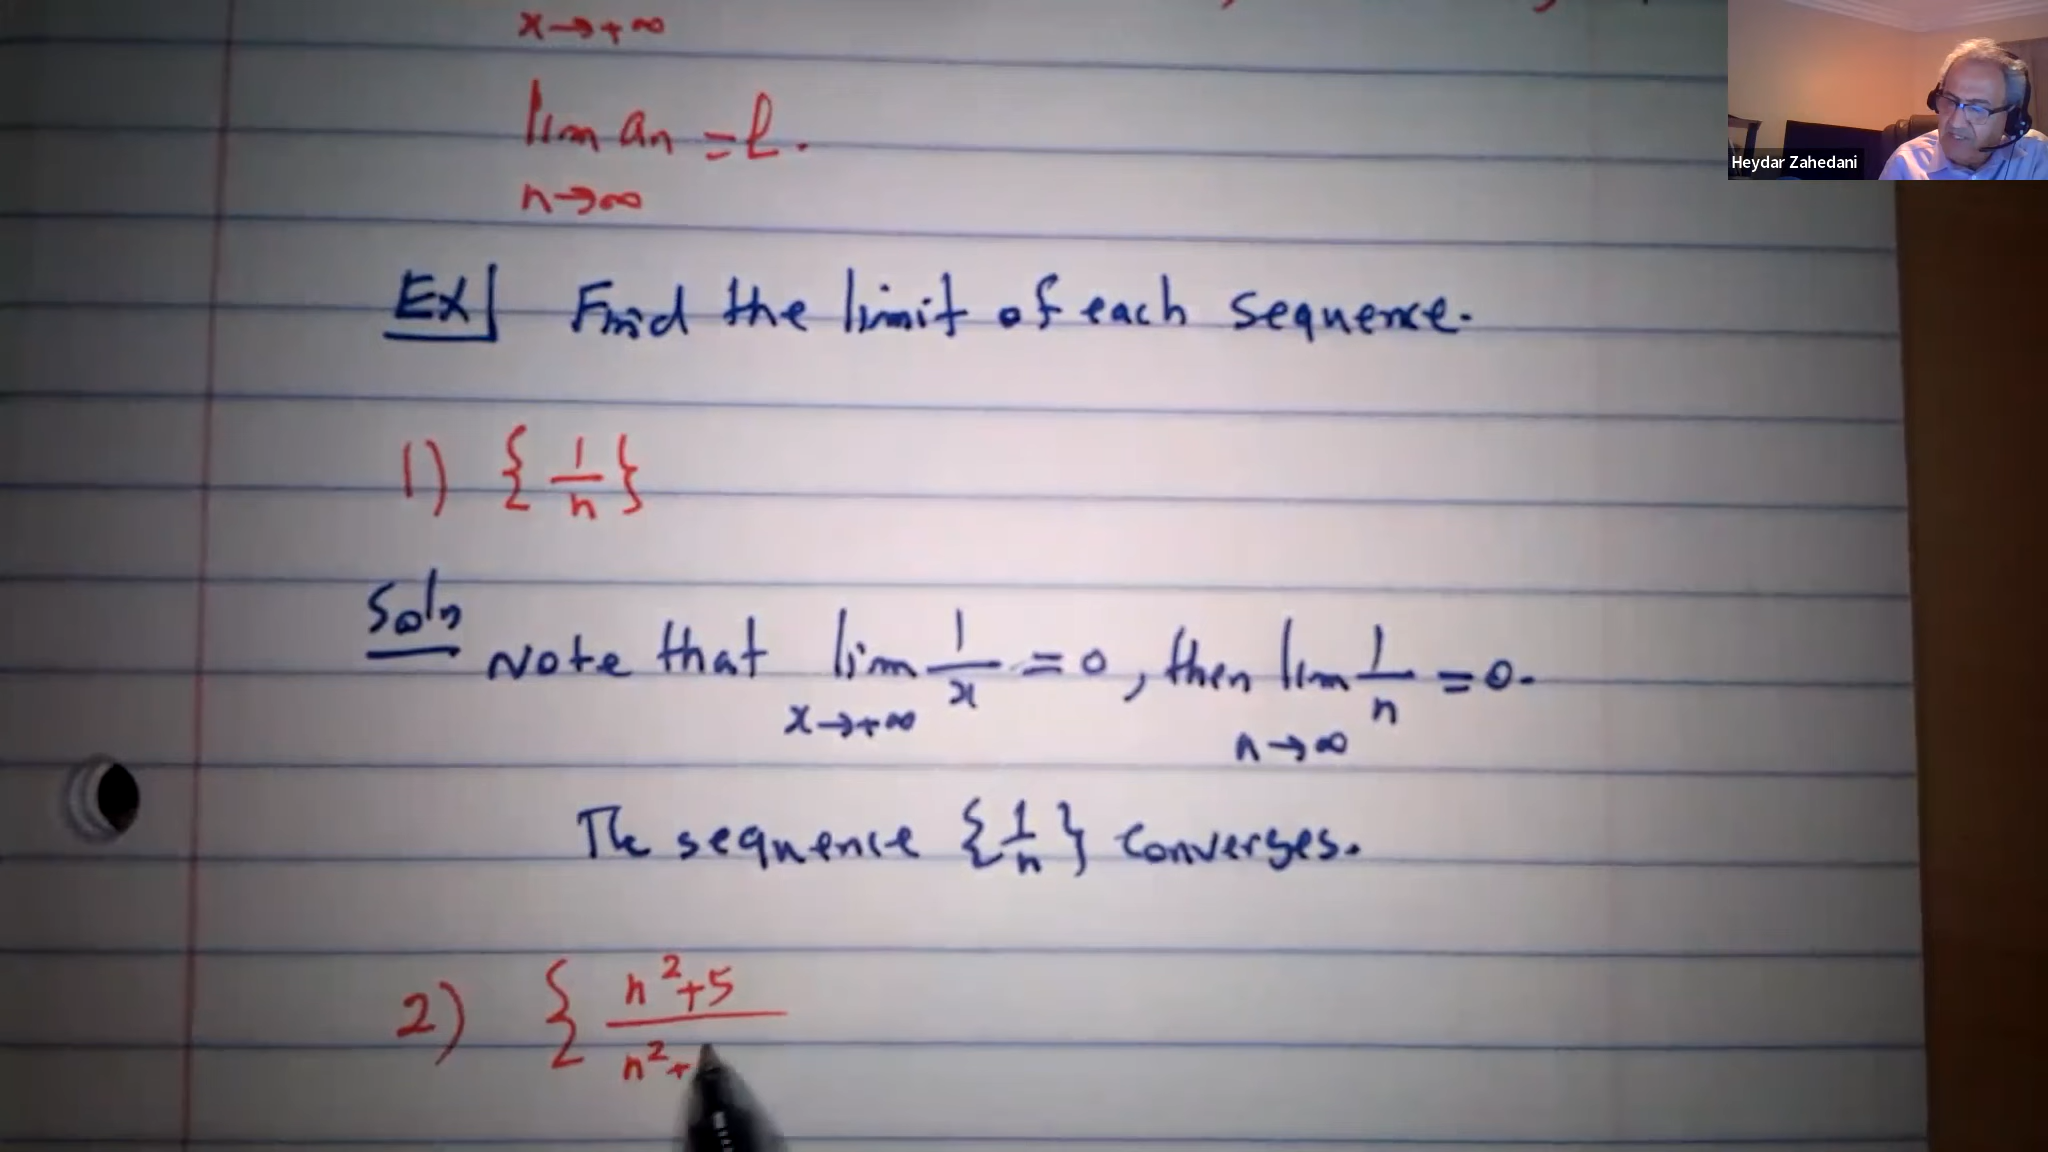 x→+∞
lim an = l.
n→∞
Heydar Zahedani
Ex Find the limit of each sequence.
1) {1/n}
Soln Note that lim 1/x = 0, then lim 1/n = 0.
x→+∞ n→∞
The sequence {1/n} converges.
2) { n²+5
n²+